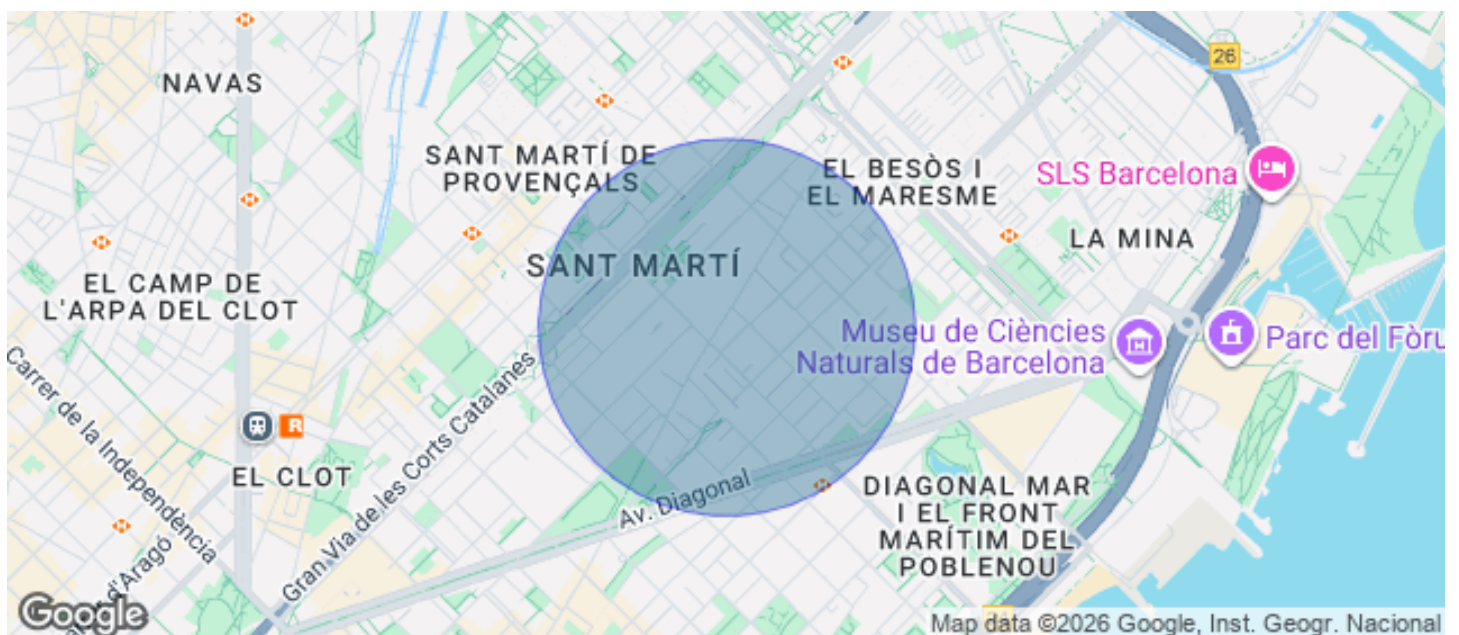 NAVAS
26
SANT MARTÍ DE
PROVENÇALS
EL BESÒS I
EL MARESME
SLS Barcelona
LA MINA
SANT MARTÍ
EL CAMP DE
L'ARPA DEL CLOT
Museu de Ciències
Naturals de Barcelona
Parc del Fòru
Carrer de la Independència
Gran Via de les Corts Catalanes
R
EL CLOT
Av. Diagonal
DIAGONAL MAR
I EL FRONT
MARÍTIM DEL
POBLENOU
d'Aragó
Google
Map data ©2026 Google, Inst. Geogr. Nacional